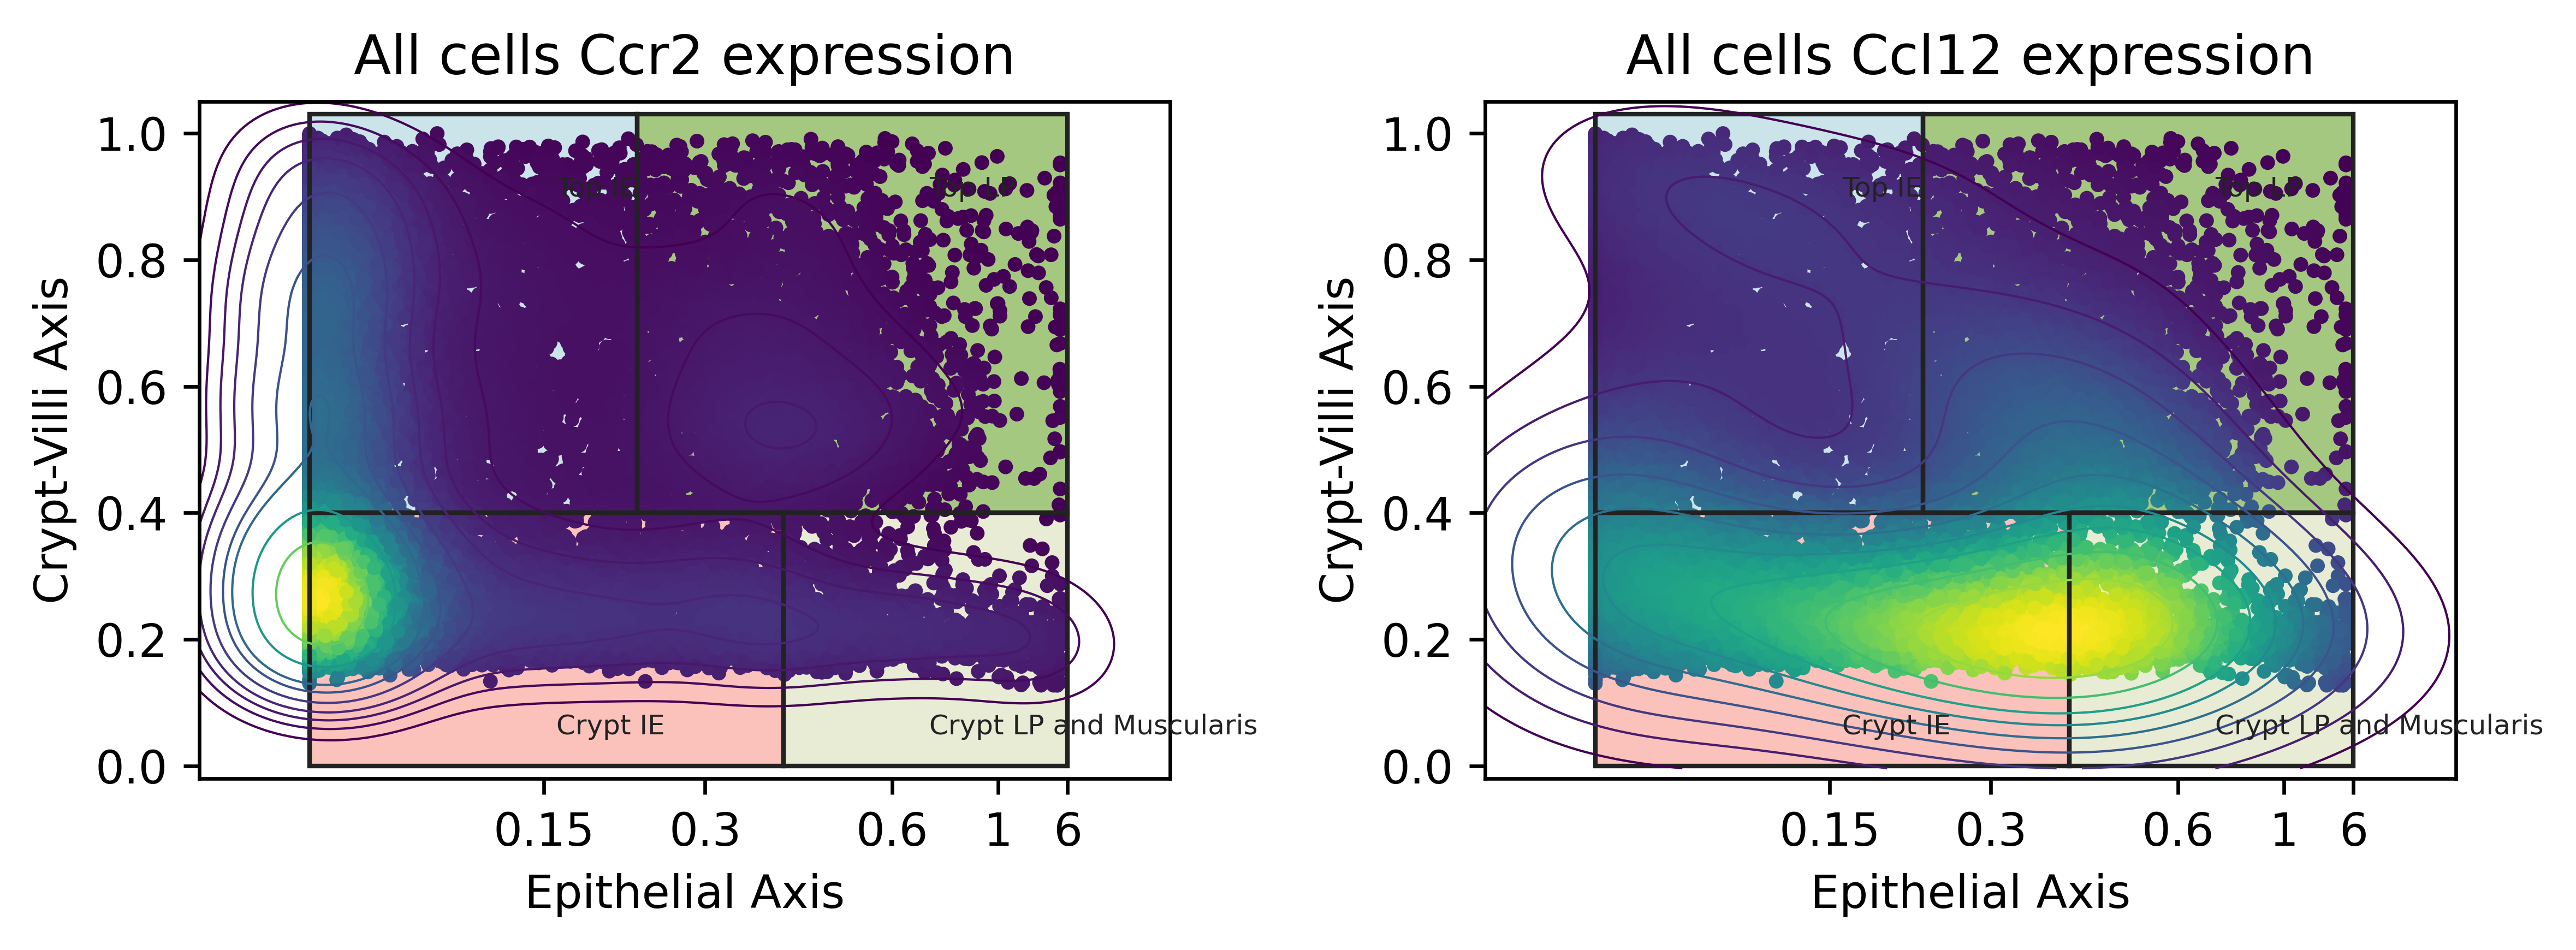 All cells Ccr2 expression
Crypt-Villi Axis
1.0
0.8
0.6
0.4
0.2
0.0
Top IE
Top LP
Crypt IE
Crypt LP and Muscularis
0.15 0.3 0.6 1 6
Epithelial Axis
All cells Ccl12 expression
Crypt-Villi Axis
1.0
0.8
0.6
0.4
0.2
0.0
Top IE
Top LP
Crypt IE
Crypt LP and Muscularis
0.15 0.3 0.6 1 6
Epithelial Axis